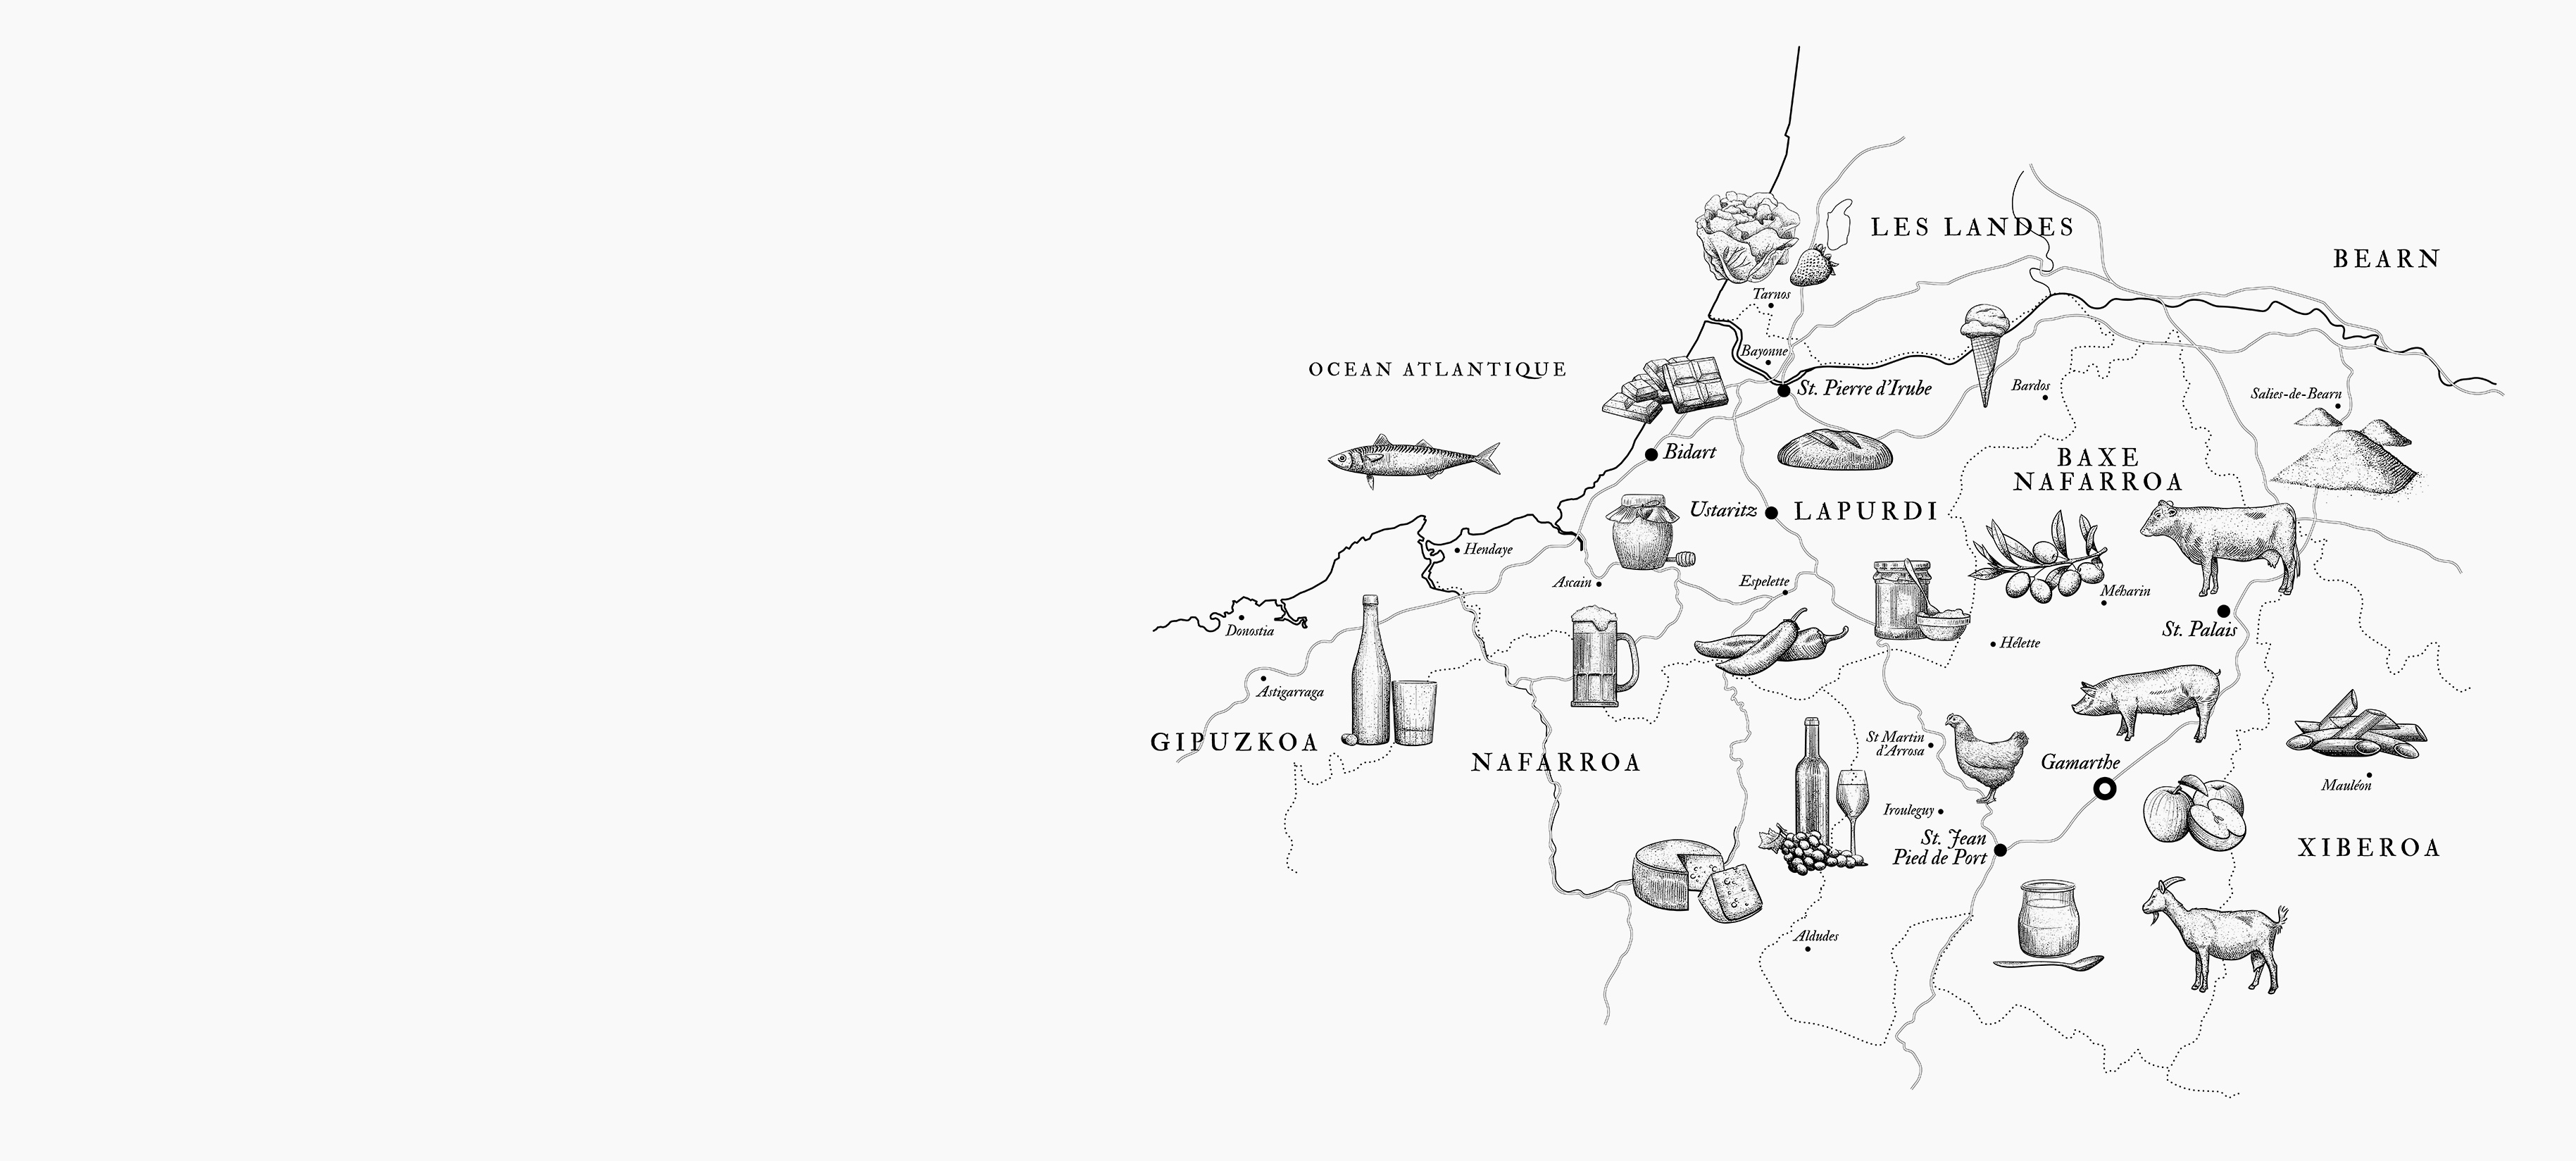 LES LANDES
BEARN
Tarnos
Bayonne
OCEAN ATLANTIQUE
St. Pierre d'Irube
Bardos
Salies-de-Bearn
Bidart
BAXE
NAFARROA
Ustaritz
LAPURDI
Hendaye
Ascain
Espelette
Méharin
Donostia
St. Palais
Hélette
Astigarraga
GIPUZKOA
NAFARROA
St Martin
d'Arrosa
Gamarthe
Mauléon
Irouleguy
St. Jean
Pied de Port
XIBEROA
Aldudes